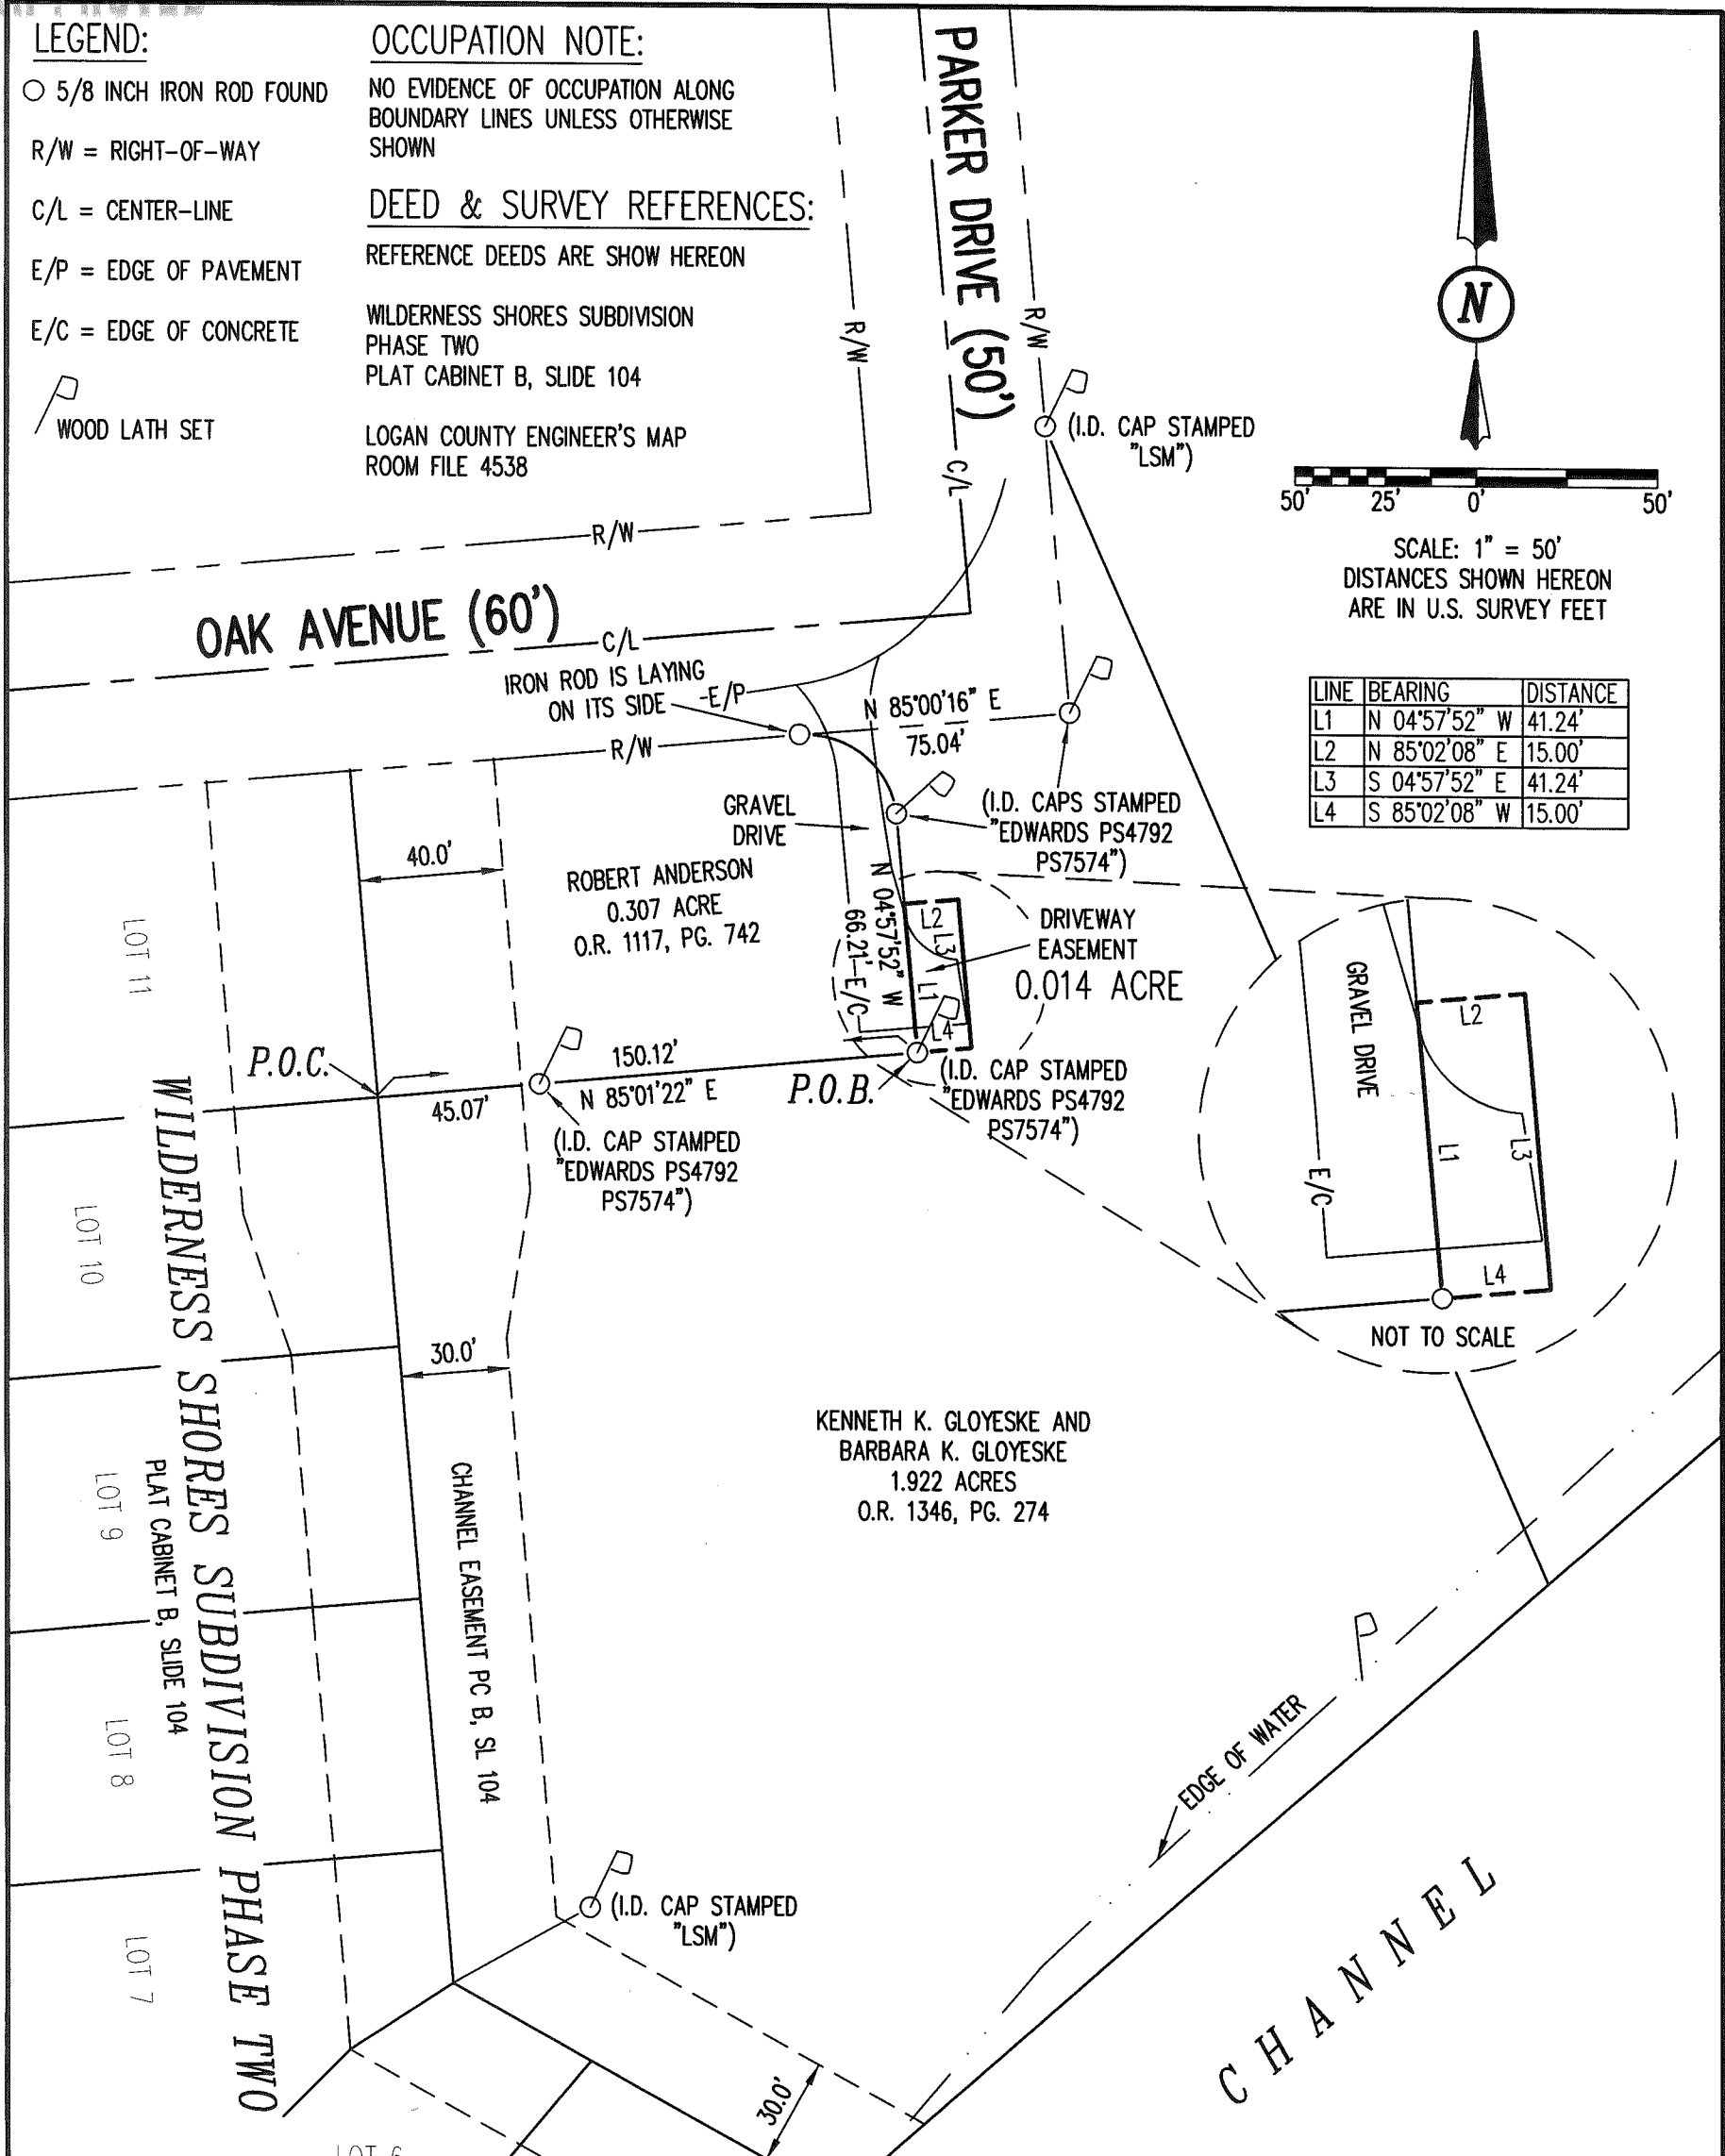 LEGEND:
5/8 INCH IRON ROD FOUND
R/W = RIGHT-OF-WAY
C/L = CENTER-LINE
E/P = EDGE OF PAVEMENT
E/C = EDGE OF CONCRETE
WOOD LATH SET
OCCUPATION NOTE:
NO EVIDENCE OF OCCUPATION ALONG
BOUNDARY LINES UNLESS OTHERWISE
SHOWN
DEED & SURVEY REFERENCES:
REFERENCE DEEDS ARE SHOW HEREON
WILDERNESS SHORES SUBDIVISION
PHASE TWO
PLAT CABINET B, SLIDE 104
LOGAN COUNTY ENGINEER'S MAP
ROOM FILE 4538
PARKER DRIVE (50')
R/W
R/W
C/L
(I.D. CAP STAMPED
"LSM")
N
50' 25' 0' 50'
SCALE: 1" = 50'
DISTANCES SHOWN HEREON
ARE IN U.S. SURVEY FEET
R/W
OAK AVENUE (60')
C/L
IRON ROD IS LAYING
ON ITS SIDE
E/P
R/W
N 85°00'16" E
75.04'
LINE BEARING DISTANCE
L1 N 04°57'52" W 41.24'
L2 N 85°02'08" E 15.00'
L3 S 04°57'52" E 41.24'
L4 S 85°02'08" W 15.00'
GRAVEL
DRIVE
(I.D. CAPS STAMPED
"EDWARDS PS4792
PS7574")
40.0'
ROBERT ANDERSON
0.307 ACRE
O.R. 1117, PG. 742
N 04°57'52" W
66.21'
E/C
L2
L3
L1
L4
DRIVEWAY
EASEMENT
0.014 ACRE
LOT 11
P.O.C.
45.07'
150.12'
N 85°01'22" E
P.O.B.
(I.D. CAP STAMPED
"EDWARDS PS4792
PS7574")
(I.D. CAP STAMPED
"EDWARDS PS4792
PS7574")
GRAVEL DRIVE
L2
L1
L3
E/C
L4
NOT TO SCALE
LOT 10
WILDERNESS SHORES SUBDIVISION PHASE TWO
PLAT CABINET B, SLIDE 104
30.0'
CHANNEL EASEMENT PC B, SL 104
KENNETH K. GLOYESKE AND
BARBARA K. GLOYESKE
1.922 ACRES
O.R. 1346, PG. 274
LOT 9
LOT 8
LOT 7
EDGE OF WATER
(I.D. CAP STAMPED
"LSM")
CHANNEL
30.0'
LOT 6